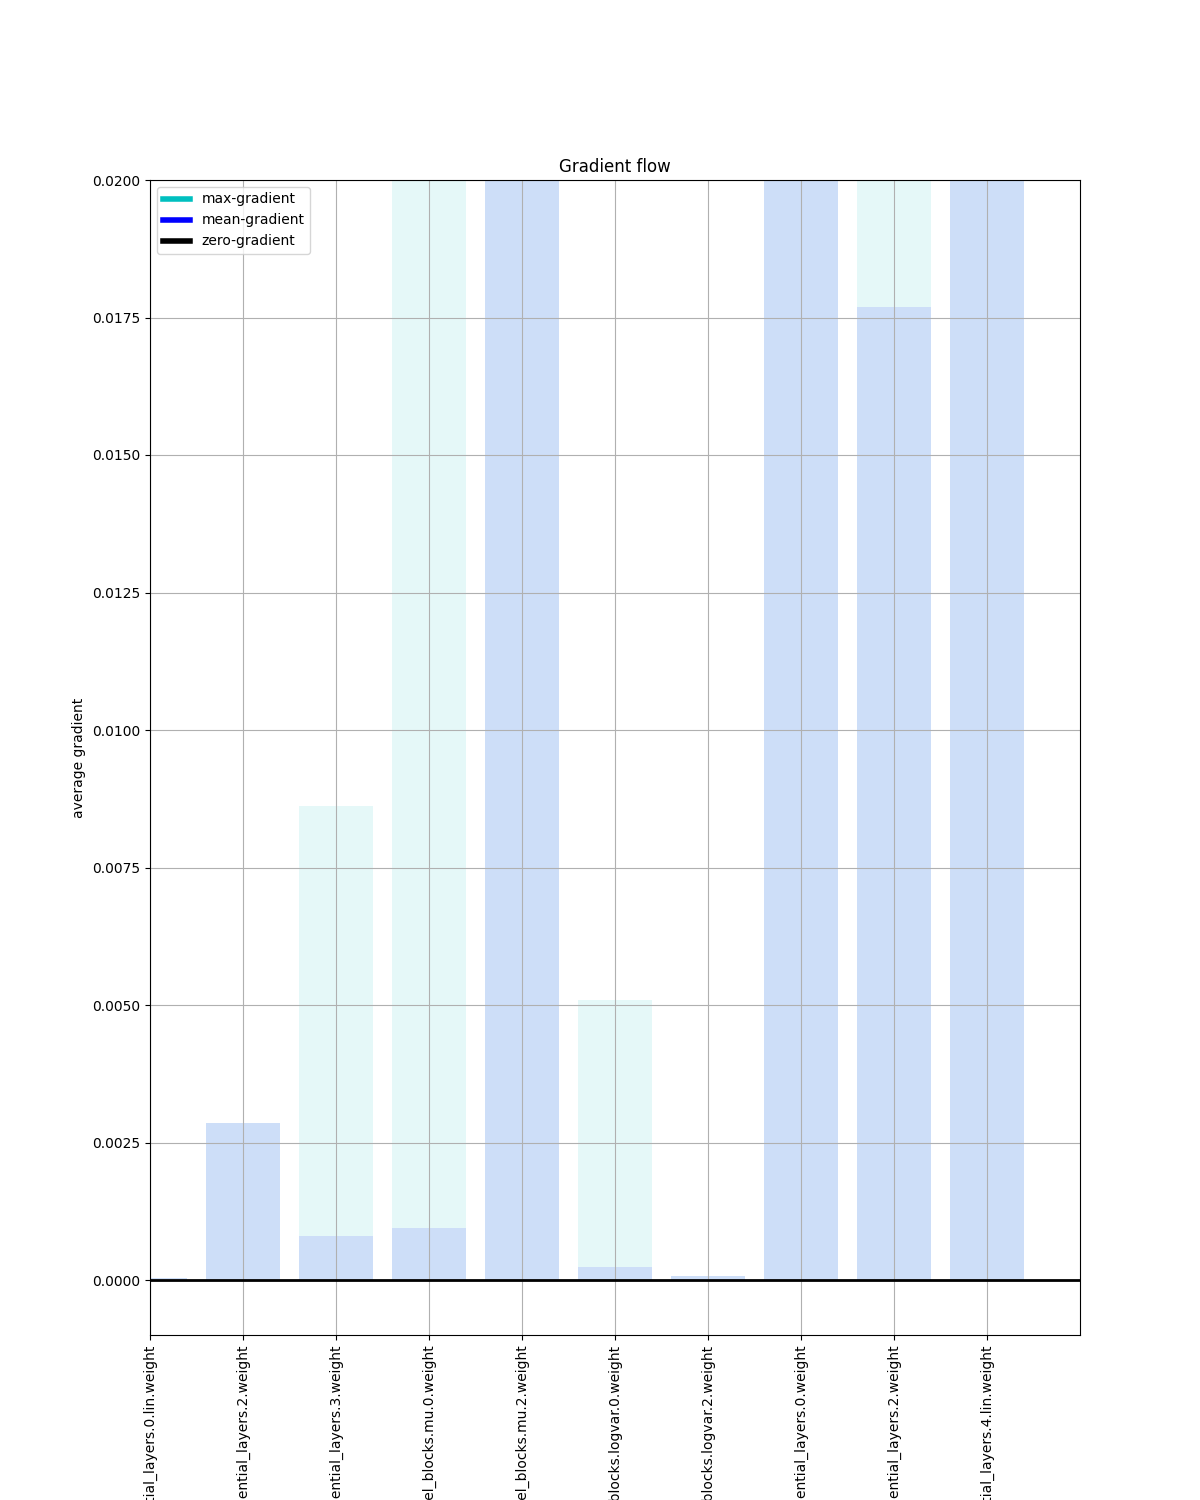 Gradient flow
max-gradient
mean-gradient
zero-gradient
0.0200
0.0175
0.0150
0.0125
0.0100
0.0075
0.0050
0.0025
0.0000
average gradient
tial_layers.0.lin.weight
ential_layers.2.weight
ential_layers.3.weight
el_blocks.mu.0.weight
el_blocks.mu.2.weight
blocks.logvar.0.weight
blocks.logvar.2.weight
ential_layers.0.weight
ential_layers.2.weight
tial_layers.4.lin.weight